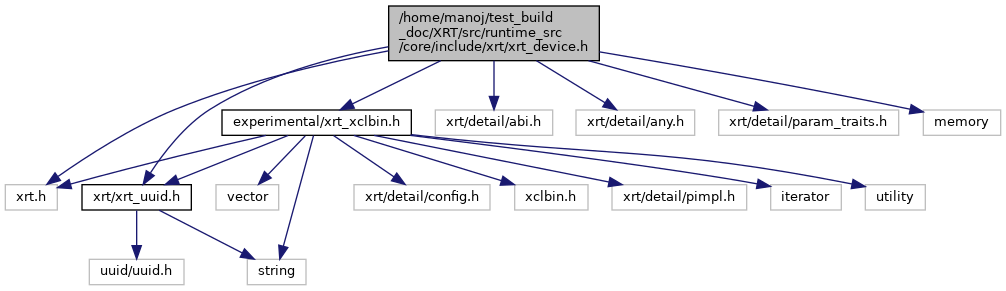 /home/manoj/test_build
_doc/XRT/src/runtime_src
/core/include/xrt/xrt_device.h
experimental/xrt_xclbin.h
xrt/detail/abi.h
xrt/detail/any.h
xrt/detail/param_traits.h
memory
xrt.h
xrt/xrt_uuid.h
vector
xrt/detail/config.h
xclbin.h
xrt/detail/pimpl.h
iterator
utility
uuid/uuid.h
string